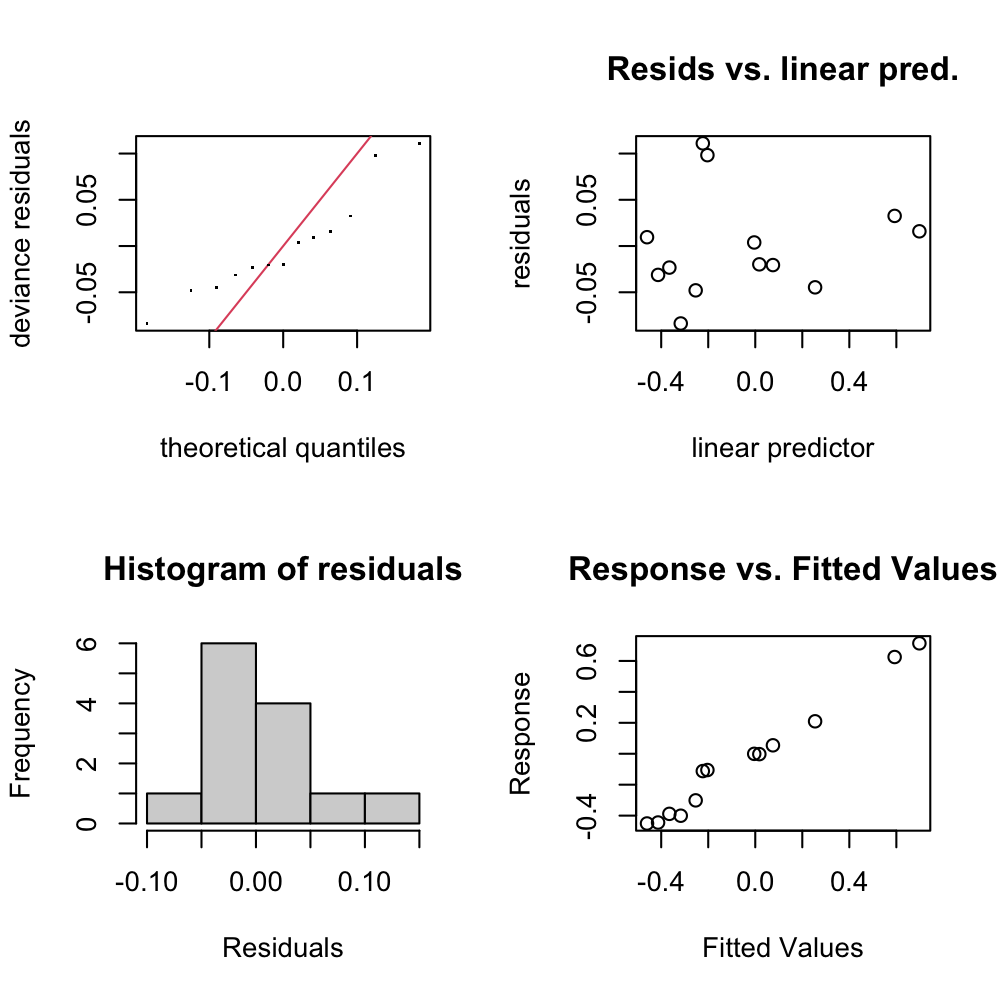 deviance residuals
0.05
-0.05
-0.1 0.0 0.1
theoretical quantiles
Resids vs. linear pred.
residuals
0.05
-0.05
-0.4 0.0 0.4
linear predictor
Histogram of residuals
Frequency
6
4
2
0
-0.10 0.00 0.10
Residuals
Response vs. Fitted Values
Response
0.6
0.2
-0.4
-0.4 0.0 0.4
Fitted Values